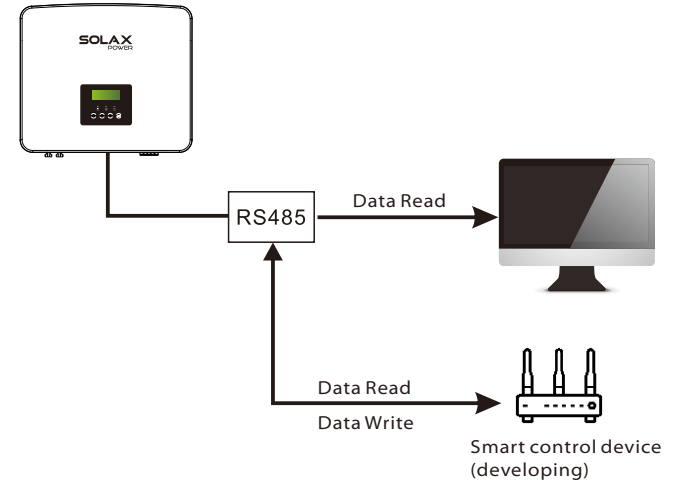 SOLAX
POWER
RS485
Data Read
Data Read
Data Write
Smart control device
(developing)